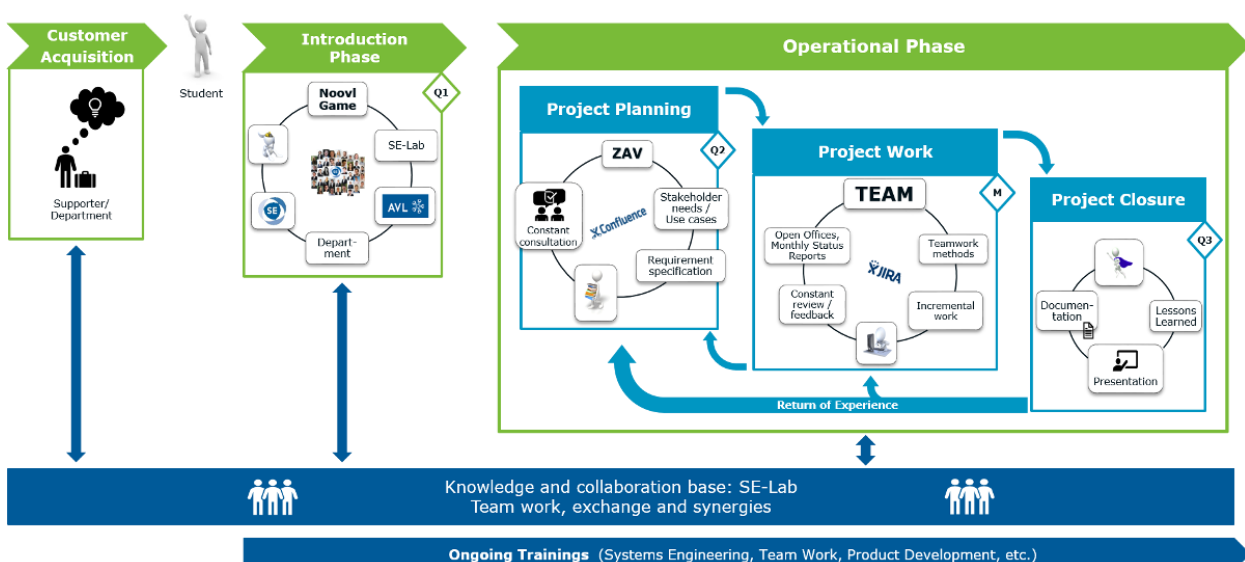 Customer
Acquisition
Supporter/
Department
Student
Introduction
Phase
Q1
Noovl
Game
SE-Lab
AVL
Depart-
ment
SE
Operational Phase
Project Planning
Q2
ZAV
Stakeholder
needs /
Use cases
Requirement
specification
Constant
consultation
Confluence
Project Work
M
TEAM
Teamwork
methods
Incremental
work
Constant
review /
feedback
Open Offices,
Monthly Status
Reports
JIRA
Project Closure
Q3
Documen-
tation
Lessons
Learned
Presentation
Return of Experience
Knowledge and collaboration base: SE-Lab
Team work, exchange and synergies
Ongoing Trainings (Systems Engineering, Team Work, Product Development, etc.)